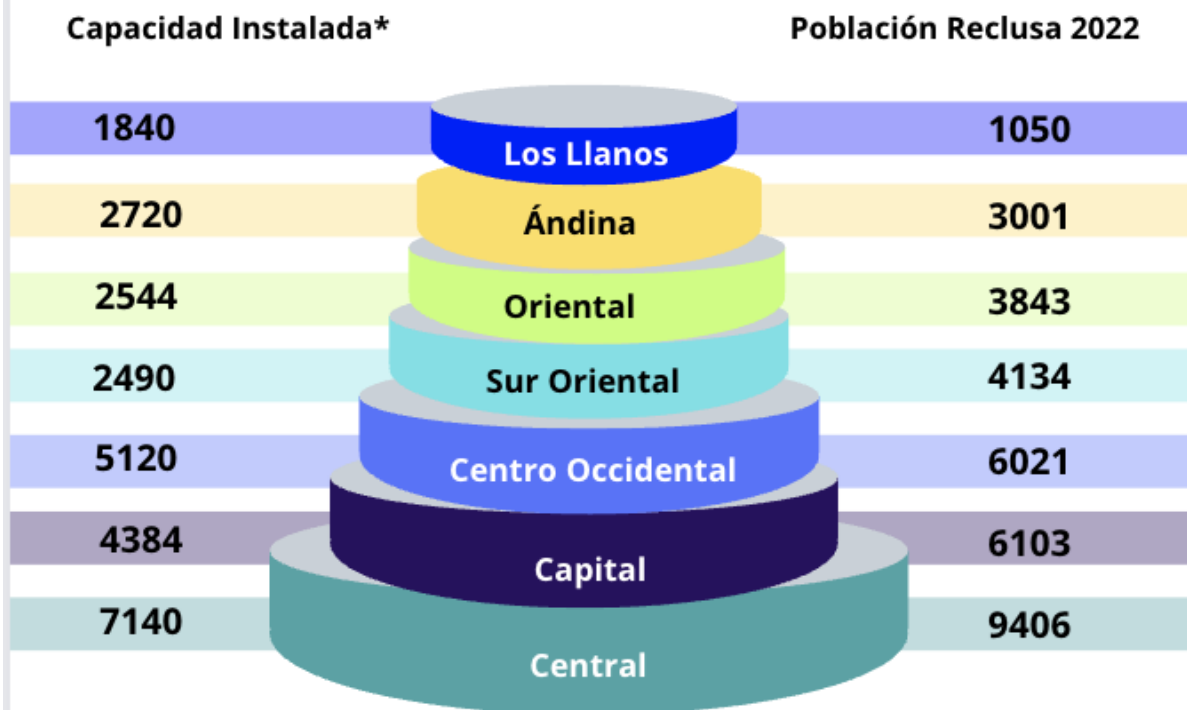 Capacidad Instalada* Población Reclusa 2022
1840 Los Llanos 1050
2720 Ándina 3001
2544 Oriental 3843
2490 Sur Oriental 4134
5120 Centro Occidental 6021
4384 Capital 6103
7140 Central 9406